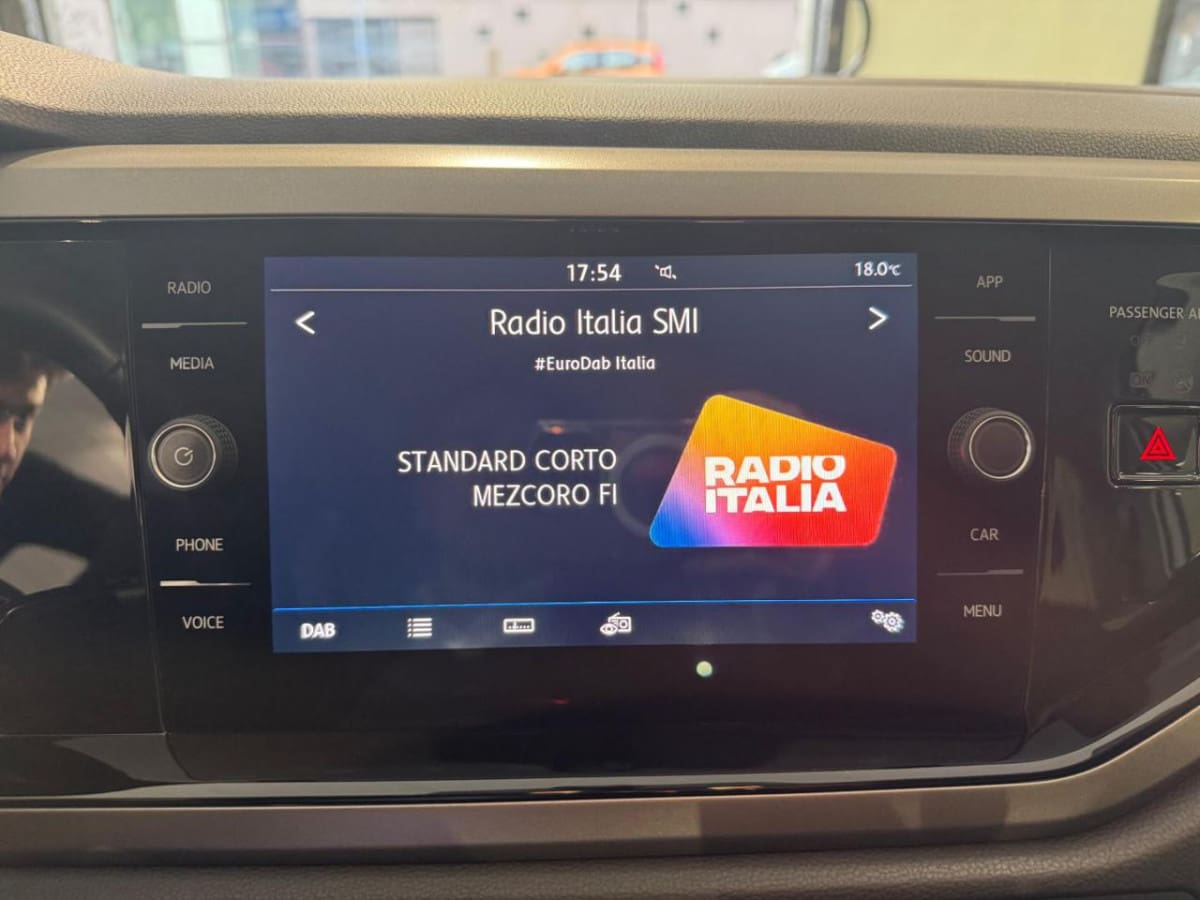 17:54
18.0°C
RADIO
MEDIA
PHONE
VOICE
< Radio Italia SMI >
#EuroDab Italia
STANDARD CORTO
MEZCORO FI
RADIO
ITALIA
DAB
APP
SOUND
CAR
MENU
PASSENGER